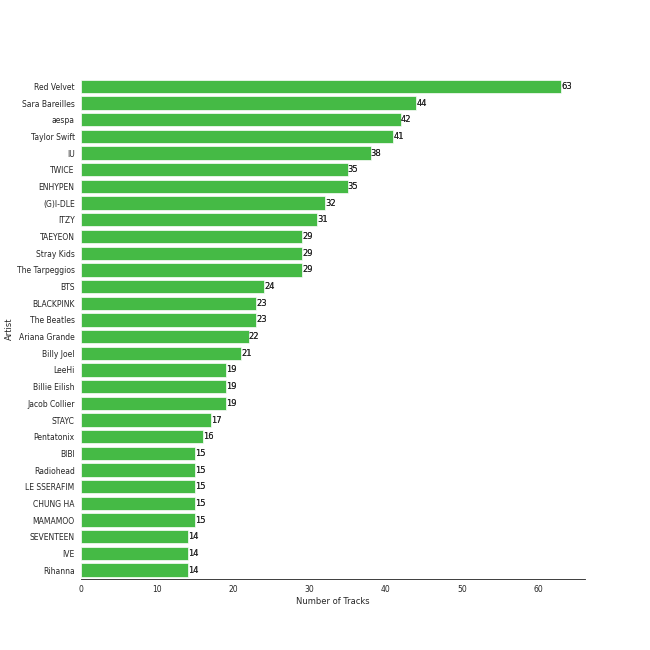 Red Velvet 63
Sara Bareilles 44
aespa 42
Taylor Swift 41
IU 38
TWICE 35
ENHYPEN 35
(G)I-DLE 32
ITZY 31
TAEYEON 29
Stray Kids 29
The Tarpeggios 29
BTS 24
BLACKPINK 23
The Beatles 23
Ariana Grande 22
Billy Joel 21
LeeHi 19
Billie Eilish 19
Jacob Collier 19
STAYC 17
Pentatonix 16
BIBI 15
Radiohead 15
LE SSERAFIM 15
CHUNG HA 15
MAMAMOO 15
SEVENTEEN 14
IVE 14
Rihanna 14
Artist
0 10 20 30 40 50 60
Number of Tracks